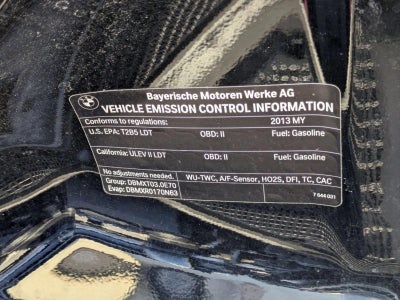 Bayerische Motoren Werke AG
VEHICLE EMISSION CONTROL INFORMATION
Conforms to regulations: 2013 MY
U.S. EPA: T2B5 LDT OBD: II Fuel: Gasoline
California: ULEV II LDT OBD: II Fuel: Gasoline
No adjustments needed. WU-TWC, A/F-Sensor, HO2S, DFI, TC, CAC
Group: DBMXT03.0E70
Evap: DBMXR0170N63 7 644 031